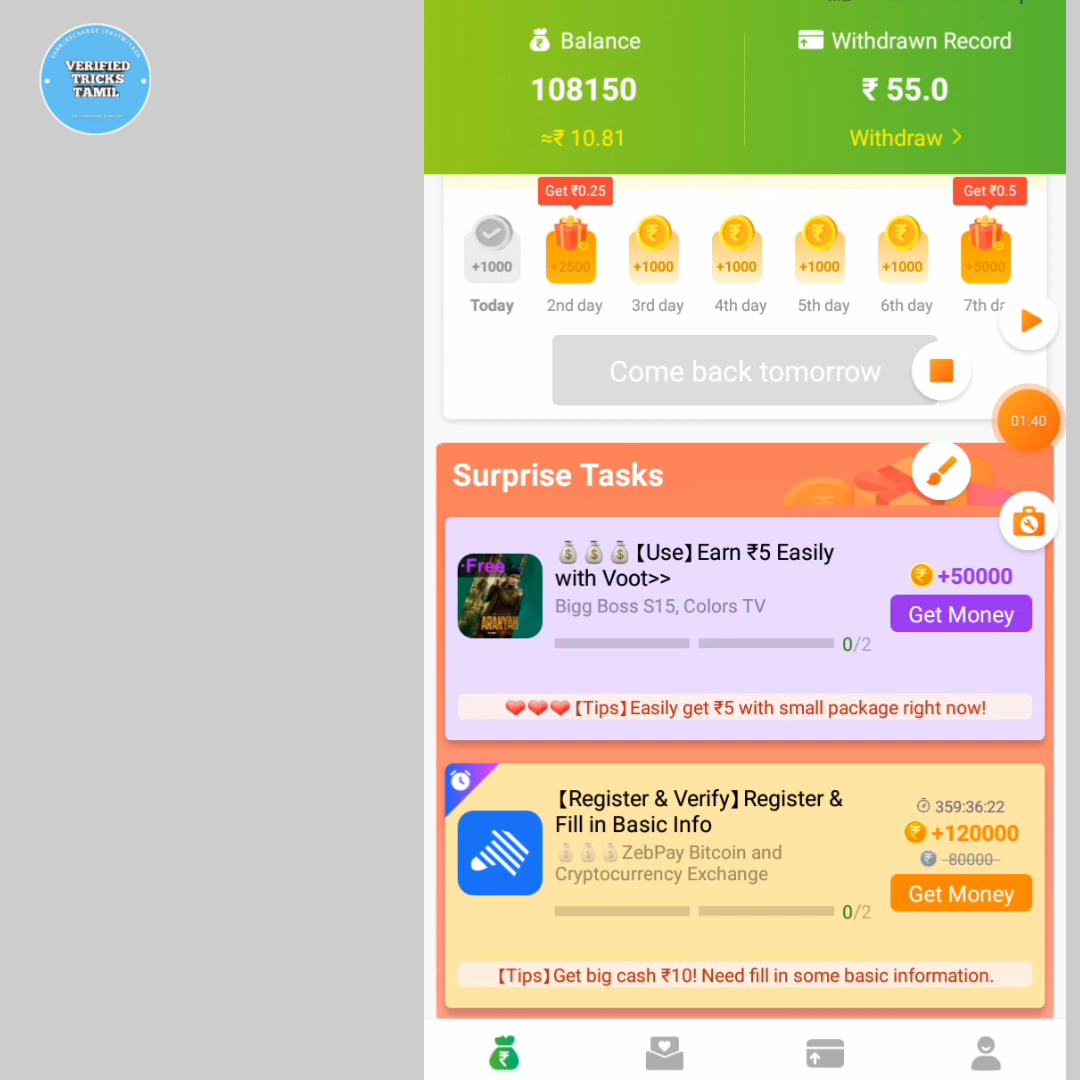 EARN|RECHARGE |PAYTM|CASH
VERIFIED
TRICKS
TAMIL
Balance
108150
≈₹ 10.81
Withdrawn Record
₹ 55.0
Withdraw >
Get ₹0.25
Get ₹0.5
+1000
+2500
+1000
+1000
+1000
+1000
+5000
Today
2nd day
3rd day
4th day
5th day
6th day
7th da
Come back tomorrow
01:40
Surprise Tasks
·Free
ARANYAK
【Use】Earn ₹5 Easily
with Voot>>
Bigg Boss S15, Colors TV
0/2
+50000
Get Money
【Tips】Easily get ₹5 with small package right now!
【Register & Verify】Register &
Fill in Basic Info
ZebPay Bitcoin and
Cryptocurrency Exchange
0/2
359:36:22
+120000
80000
Get Money
【Tips】Get big cash ₹10! Need fill in some basic information.